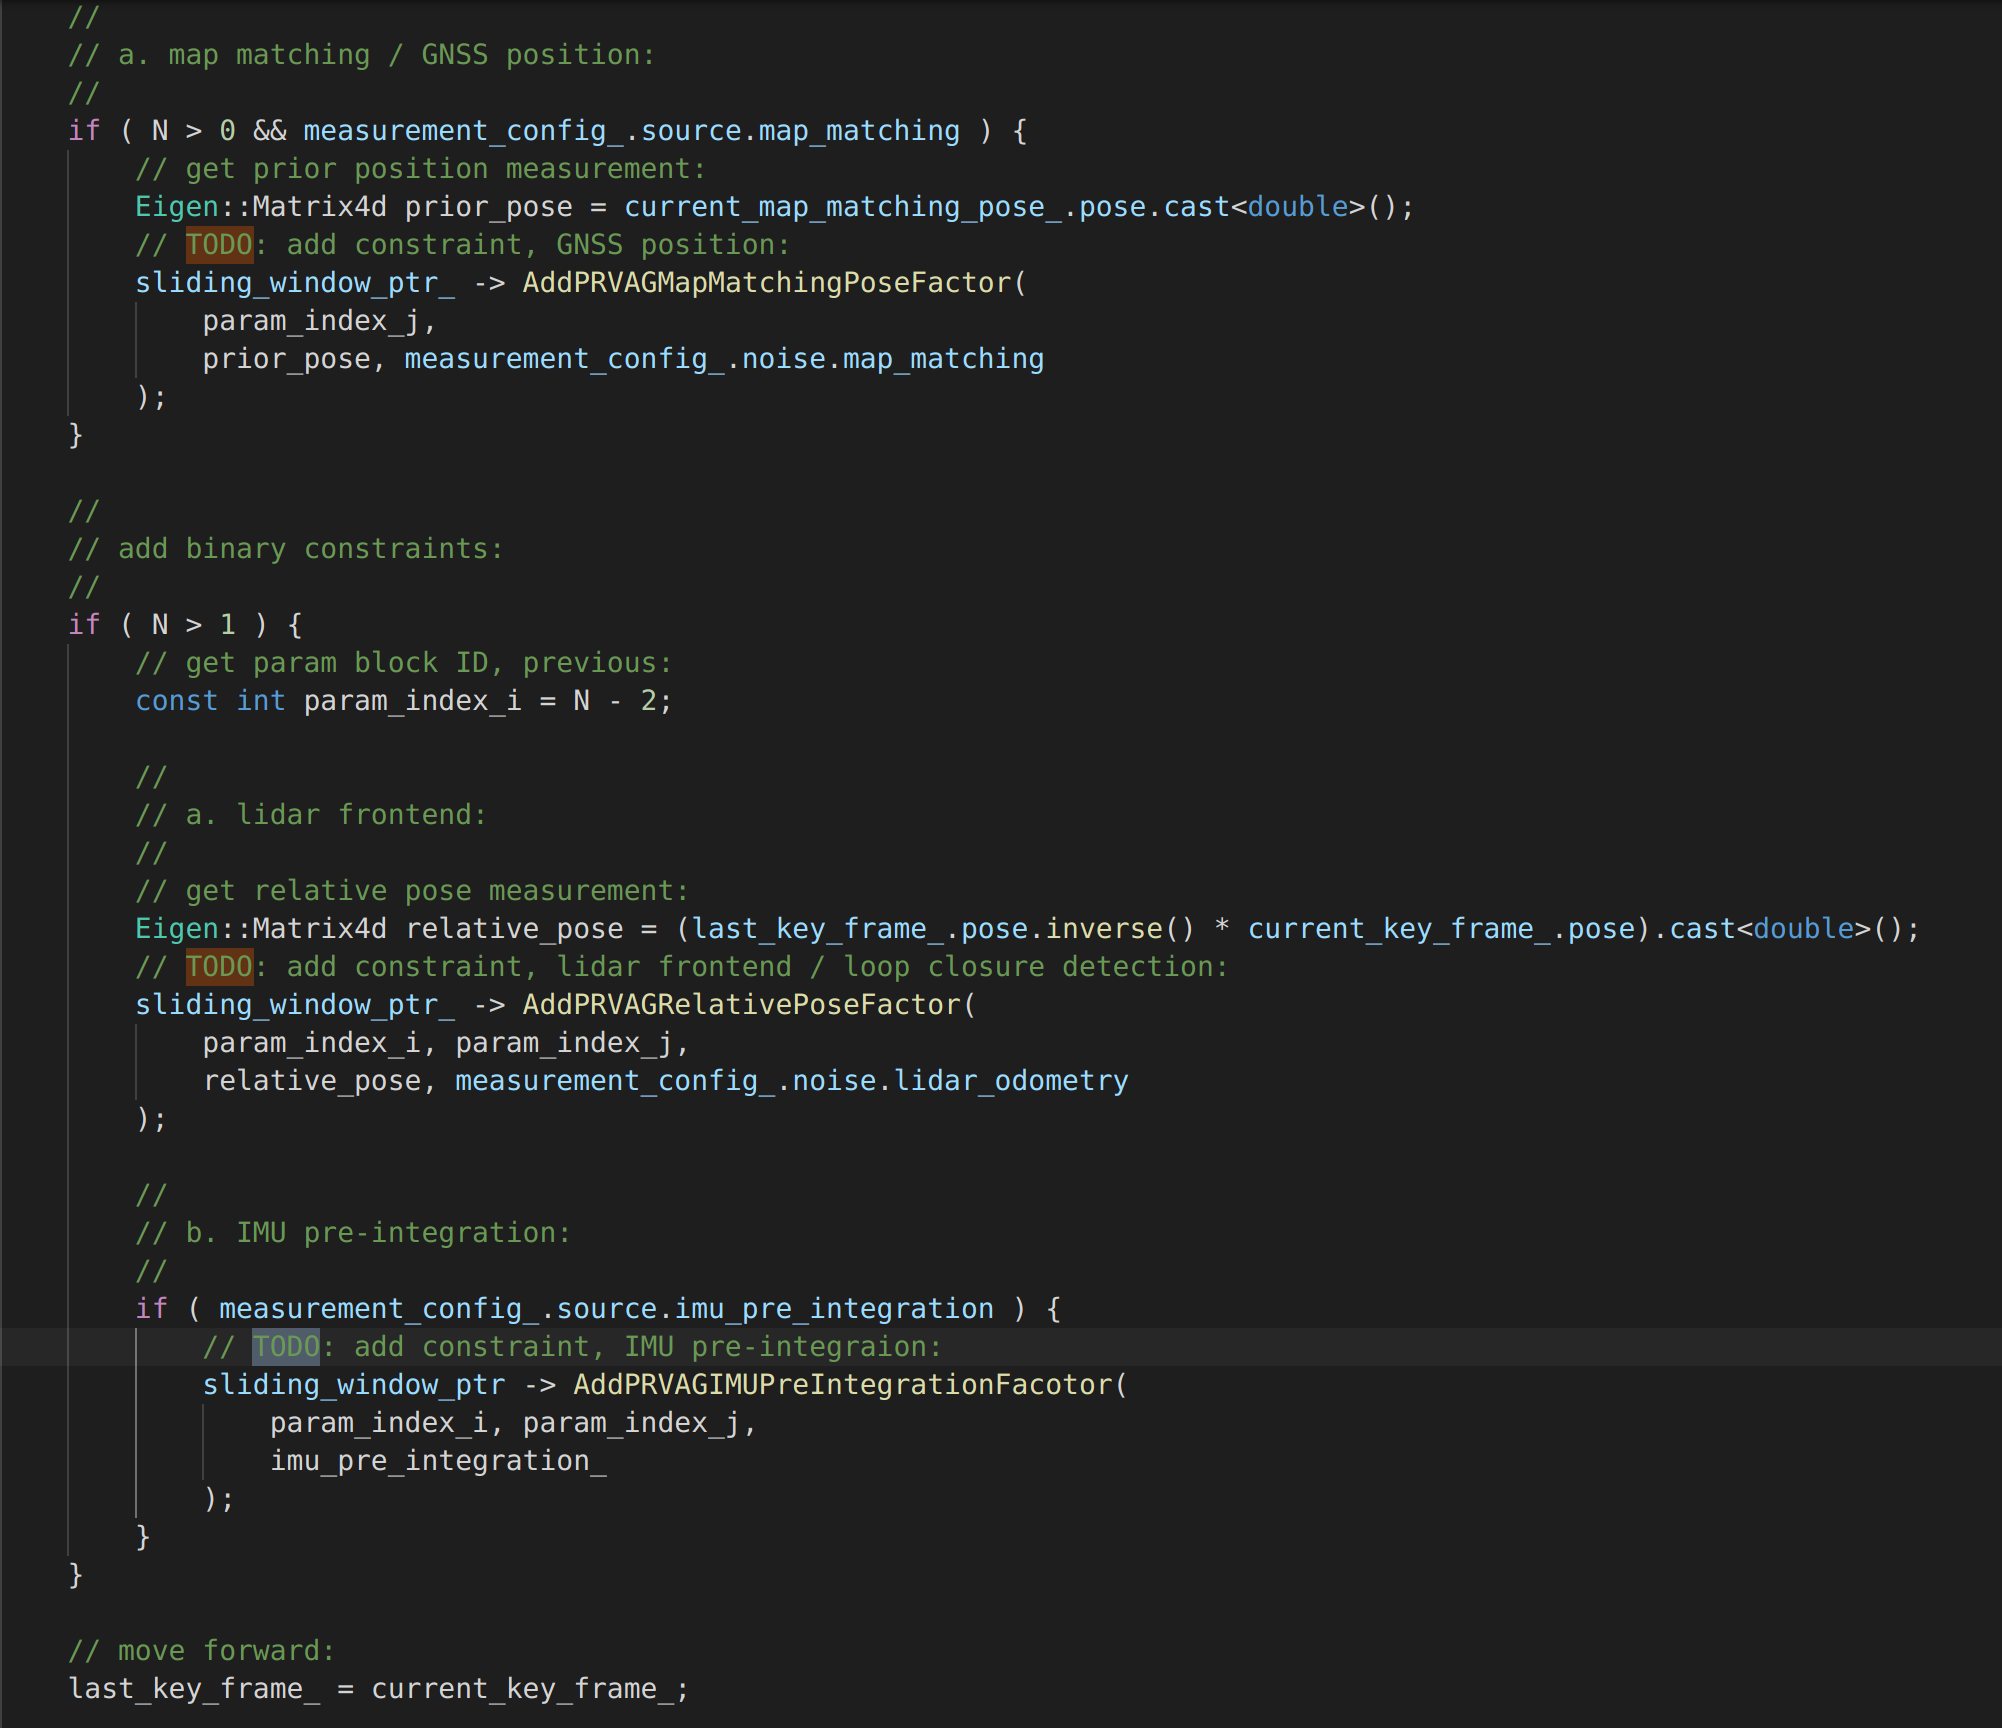 //
// a. map matching / GNSS position:
//
if ( N > 0 && measurement_config_.source.map_matching ) {
// get prior position measurement:
Eigen::Matrix4d prior_pose = current_map_matching_pose_.pose.cast<double>();
// TODO: add constraint, GNSS position:
sliding_window_ptr_ -> AddPRVAGMapMatchingPoseFactor(
param_index_j,
prior_pose, measurement_config_.noise.map_matching
);
}
//
// add binary constraints:
//
if ( N > 1 ) {
// get param block ID, previous:
const int param_index_i = N - 2;
//
// a. lidar frontend:
//
// get relative pose measurement:
Eigen::Matrix4d relative_pose = (last_key_frame_.pose.inverse() * current_key_frame_.pose).cast<double>();
// TODO: add constraint, lidar frontend / loop closure detection:
sliding_window_ptr_ -> AddPRVAGRelativePoseFactor(
param_index_i, param_index_j,
relative_pose, measurement_config_.noise.lidar_odometry
);
//
// b. IMU pre-integration:
//
if ( measurement_config_.source.imu_pre_integration ) {
// TODO: add constraint, IMU pre-integraion:
sliding_window_ptr -> AddPRVAGIMUPreIntegrationFacotor(
param_index_i, param_index_j,
imu_pre_integration_
);
}
}
// move forward:
last_key_frame_ = current_key_frame_;